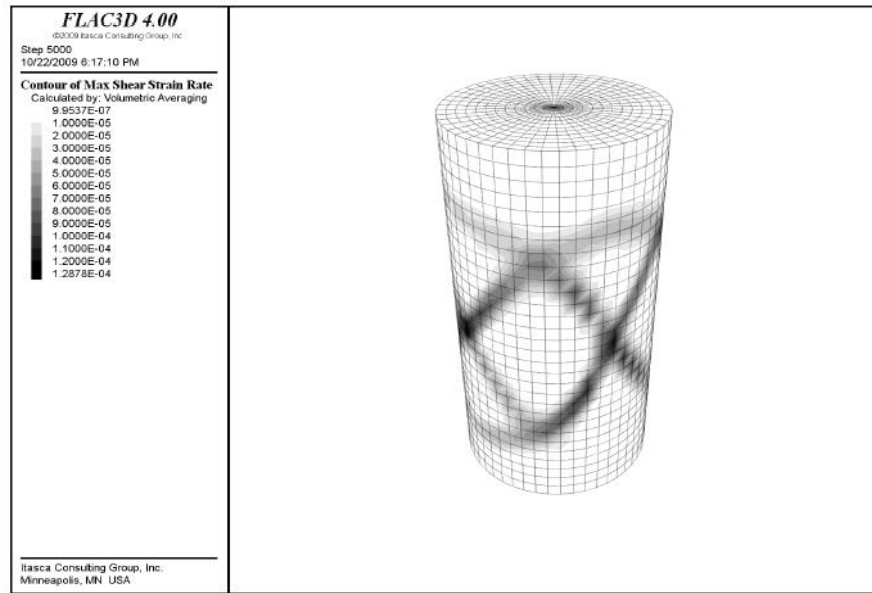 FLAC3D 4.00
©2009 Itasca Consulting Group, Inc.
Step 5000
10/22/2009 6:17:10 PM
Contour of Max Shear Strain Rate
Calculated by: Volumetric Averaging
9.9537E-07
1.0000E-05
2.0000E-05
3.0000E-05
4.0000E-05
5.0000E-05
6.0000E-05
7.0000E-05
8.0000E-05
9.0000E-05
1.0000E-04
1.1000E-04
1.2000E-04
1.2878E-04
Itasca Consulting Group, Inc.
Minneapolis, MN USA